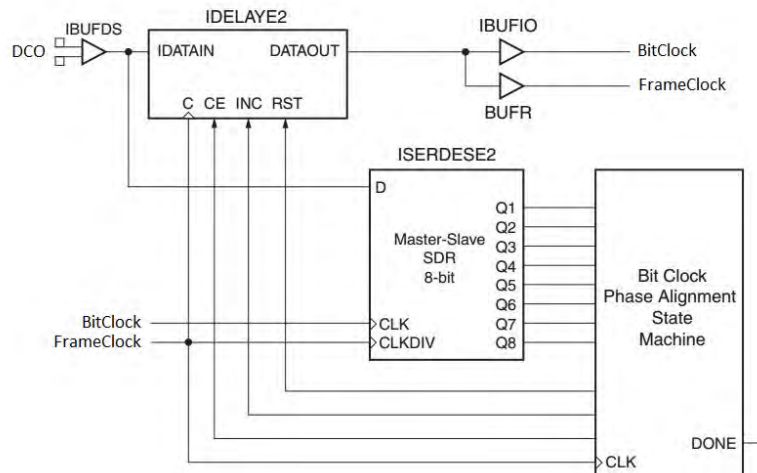 IBUFDS
DCO
IDELAYE2
IDATAIN DATAOUT
C CE INC RST
IBUFIO
BitClock
FrameClock
BUFR
ISERDESE2
D
Q1
Q2
Q3
Q4
Q5
Q6
Q7
Q8
Master-Slave
SDR
8-bit
BitClock
FrameClock
CLK
CLKDIV
Bit Clock
Phase Alignment
State
Machine
DONE
CLK